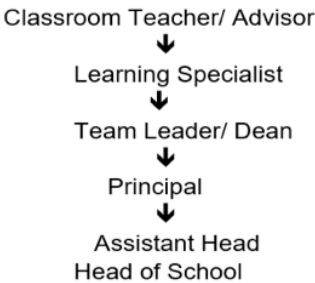 Classroom Teacher/ Advisor
Learning Specialist
Team Leader/ Dean
Principal
Assistant Head
Head of School